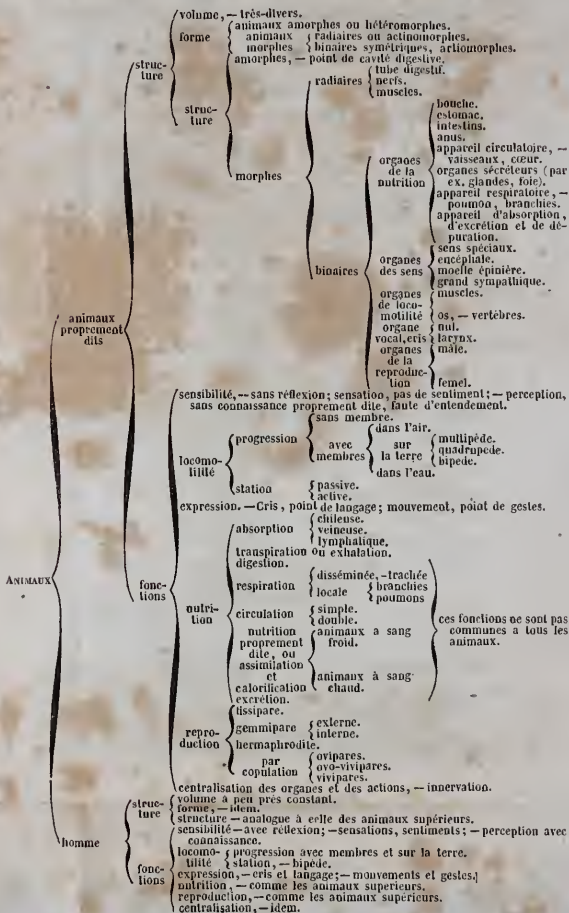 volume, — très-divers.
forme
animaux amorphes ou hétéromorphes.
animaux
morphes
radiaires ou actinomorphes.
binaires symétriques, artiomorphes.
struc-
ture
amorphes, — point de cavité digestive.
radiaires
tube digestif.
nerfs.
muscles.
struc-
ture
morphes
bouche.
estomac.
intestins.
anus.
appareil circulatoire, —
vaisseaux, cœur.
organes
de la
nutrition
organes sécréteurs (par
ex. glandes, foie).
appareil respiratoire, —
poumon, branchies.
appareil d'absorption,
d'excrétion et de dé-
puration.
binaires
organes
des sens
sens spéciaux.
encéphale.
moelle épinière.
grand sympathique.
organes
de loco-
motilité
muscles.
os, — vertèbres.
organe
vocal, cris
nul.
larynx.
organes
de la
reproduc-
tion
mâle.
femel.
animaux
proprement
dits
sensibilité, — sans réflexion; sensation, pas de sentiment; — perception,
sans connaissance proprement dite, faute d'entendement.
locomo-
tilité
progression
sans membre.
avec
membres
dans l'air.
sur
la terre
multipède.
quadrupède.
bipède.
dans l'eau.
station
passive.
active.
expression. — Cris, point de langage; mouvement, point de gestes.
ANIMAUX
fonc-
tions
nutri-
tion
absorption
chileuse.
veineuse.
lymphatique.
transpiration ou exhalation.
digestion.
respiration
disséminée, - trachée
locale
branchies
poumons
circulation
simple.
double.
nutrition
proprement
dite, ou
assimilation
et
calorification
animaux a sang
froid.
animaux à sang
chaud.
excrétion.
ces fonctions ne sont pas
communes a tous les
animaux.
repro-
duction
fissipare.
gemmipare
externe.
interne.
hermaphrodite.
par
copulation
ovipares.
ovo-vivipares.
vivipares.
centralisation des organes et des actions, — innervation.
homme
struc-
ture
volume à peu près constant.
forme, — idem.
structure — analogue à celle des animaux supérieurs.
fonc-
tions
sensibilité — avec réflexion; — sensations, sentiments; — perception avec
connaissance.
locomo-
tilité
progression avec membres et sur la terre.
station, — bipède.
expression, — cris et langage; — mouvements et gestes.
nutrition, — comme les animaux superieurs.
reproduction, — comme les animaux supérieurs.
centralisation, — idem.